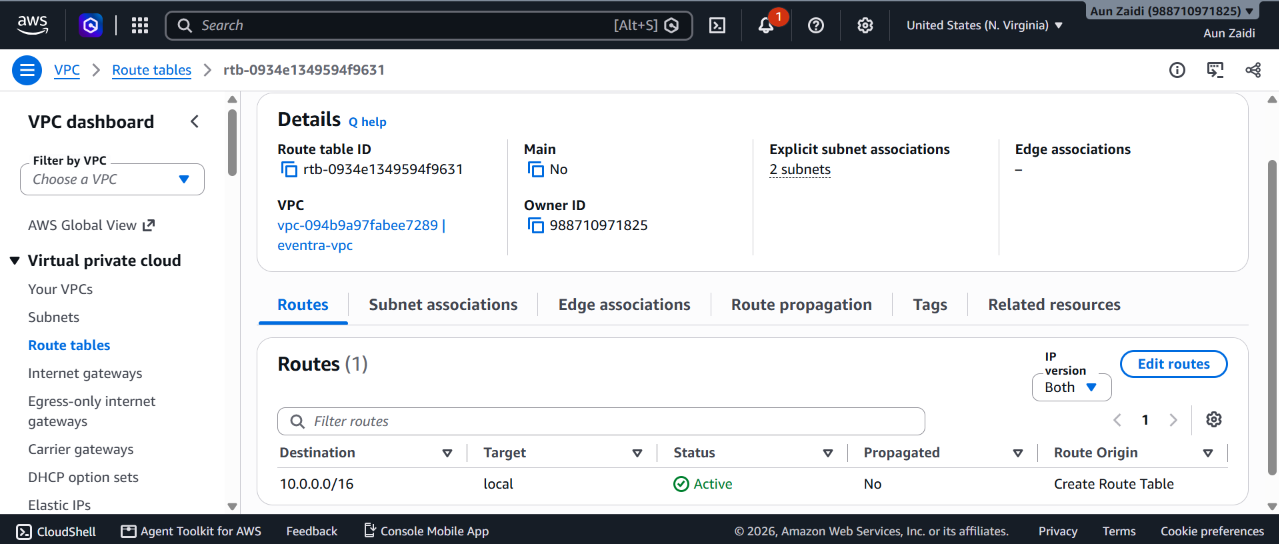 aws
Search [Alt+S]
1
United States (N. Virginia)
Aun Zaidi (988710971825)
Aun Zaidi
VPC
Route tables
rtb-0934e1349594f9631
VPC dashboard
Filter by VPC
Choose a VPC
AWS Global View
Virtual private cloud
Your VPCs
Subnets
Route tables
Internet gateways
Egress-only internet
gateways
Carrier gateways
DHCP option sets
Elastic IPs
Details Q help
Route table ID
rtb-0934e1349594f9631
Main
No
Explicit subnet associations
2 subnets
Edge associations
–
VPC
vpc-094b9a97fabee7289 |
eventra-vpc
Owner ID
988710971825
Routes Subnet associations Edge associations Route propagation Tags Related resources
Routes (1)
IP
version
Both
Edit routes
Filter routes
1
Destination Target Status Propagated Route Origin
10.0.0.0/16 local Active No Create Route Table
CloudShell Agent Toolkit for AWS Feedback Console Mobile App © 2026, Amazon Web Services, Inc. or its affiliates. Privacy Terms Cookie preferences